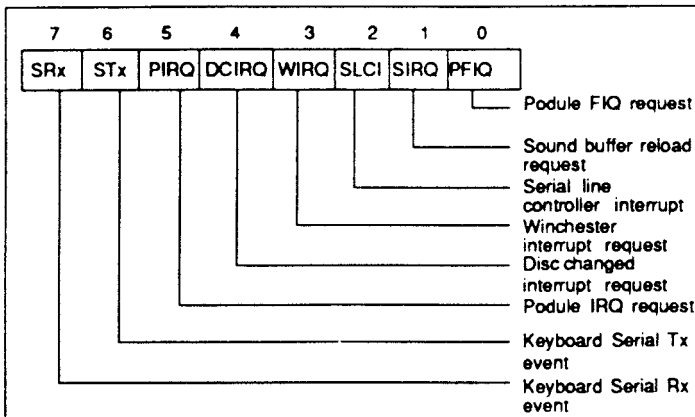 7 6 5 4 3 2 1 0
SRx STx PIRQ DCIRQ WIRQ SLCI SIRQ PFIQ
Podule FIQ request
Sound buffer reload
request
Serial line
controller interrupt
Winchester
interrupt request
Disc changed
interrupt request
Podule IRQ request
Keyboard Serial Tx
event
Keyboard Serial Rx
event